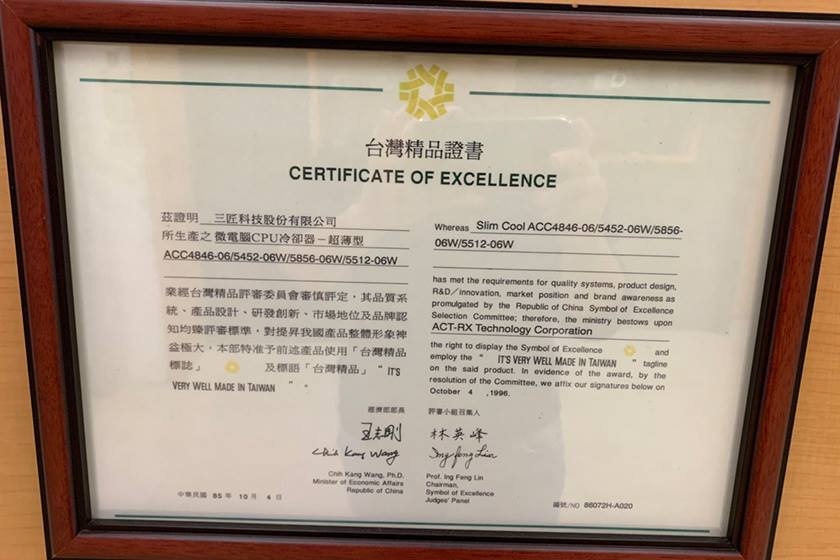 台灣精品證書
CERTIFICATE OF EXCELLENCE
茲證明 三匠科技股份有限公司
所生產之 微電腦CPU冷卻器－超薄型
ACC4846-06/5452-06W/5856-06W/5512-06W
業經台灣精品評審委員會審慎評定，其品質系
統、產品設計、研發創新、市場地位及品牌認
知均臻評審標準，對提昇我國產品整體形象裨
益極大，本部特准予前述產品使用「台灣精品
標誌」 及標語「台灣精品」 " IT'S
VERY WELL MADE IN TAIWAN " 。
經濟部部長
王志剛
Chih Kang Wang
Chih Kang Wang, Ph.D.
Minister of Economic Affairs
Republic of China
中華民國 85 年 10 月 4 日
Whereas Slim Cool ACC4846-06/5452-06W/5856-
06W/5512-06W
has met the requirements for quality systems, product design,
R&D/innovation, market position and brand awareness as
promulgated by the Republic of China Symbol of Excellence
Selection Committee; therefore, the ministry bestows upon
ACT-RX Technology Corporation
the right to display the Symbol of Excellence and
employ the " IT'S VERY WELL MADE IN TAIWAN " tagline
on the said product. In evidence of the award, by the
resolution of the Committee, we affix our signatures below on
October 4 ,1996.
評審小組召集人
林英峰
Ing Feng Lin
Prof. Ing Feng Lin
Chairman,
Symbol of Excellence
Judges' Panel
編號/NO 86072H-A020